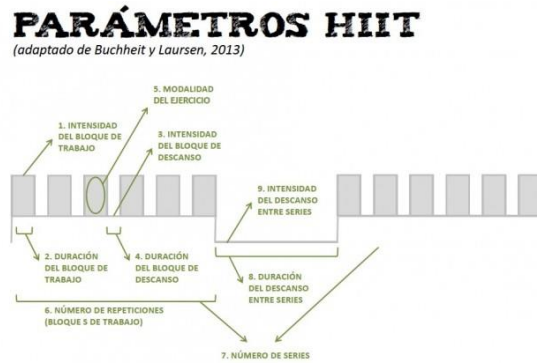 PARÁMETROS HIIT
(adaptado de Buchheit y Laursen, 2013)
5. MODALIDAD
DEL EJERCICIO
1. INTENSIDAD
DEL BLOQUE DE
TRABAJO
3. INTENSIDAD
DEL BLOQUE DE
DESCANSO
9. INTENSIDAD
DEL DESCANSO
ENTRE SERIES
2. DURACIÓN
DEL BLOQUE DE
TRABAJO
4. DURACIÓN
DEL BLOQUE DE
DESCANSO
8. DURACIÓN
DEL DESCANSO
ENTRE SERIES
6. NÚMERO DE REPETICIONES
(BLOQUE S DE TRABAJO)
7. NÚMERO DE SERIES